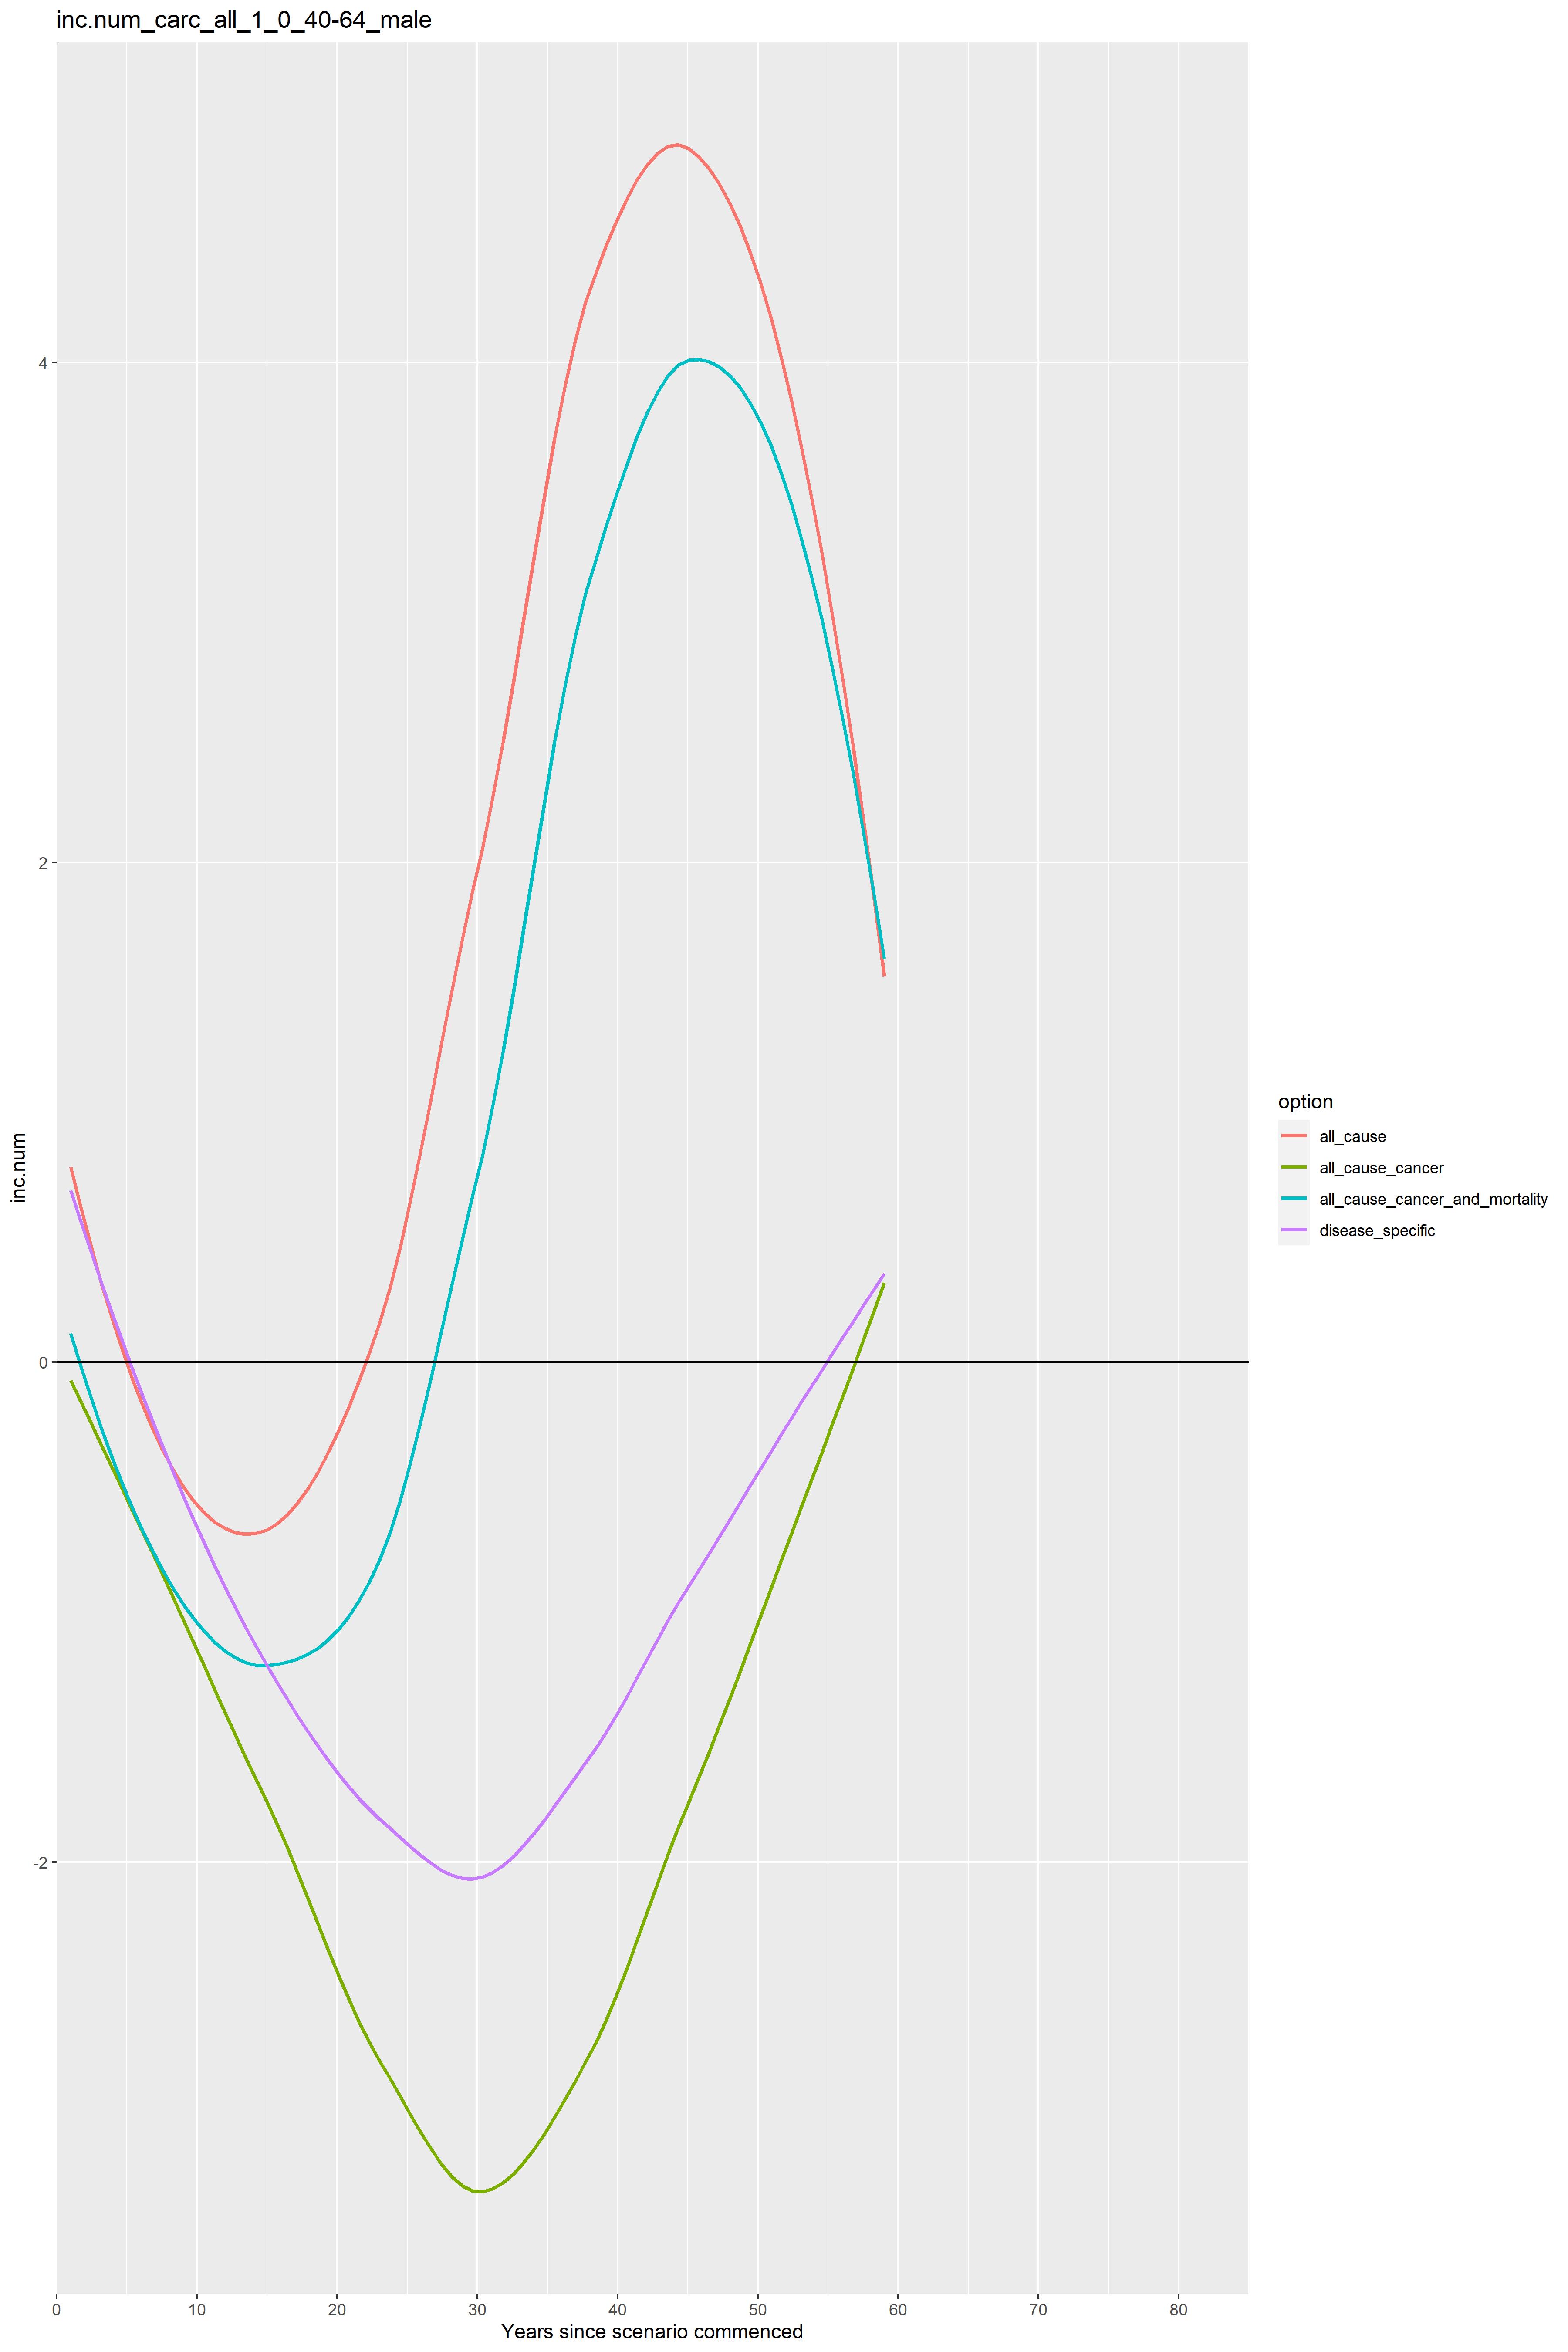 inc.num_carc_all_1_0_40-64_male
inc.num
4
2
0
-2
0 10 20 30 40 50 60 70 80
Years since scenario commenced
option
all_cause
all_cause_cancer
all_cause_cancer_and_mortality
disease_specific